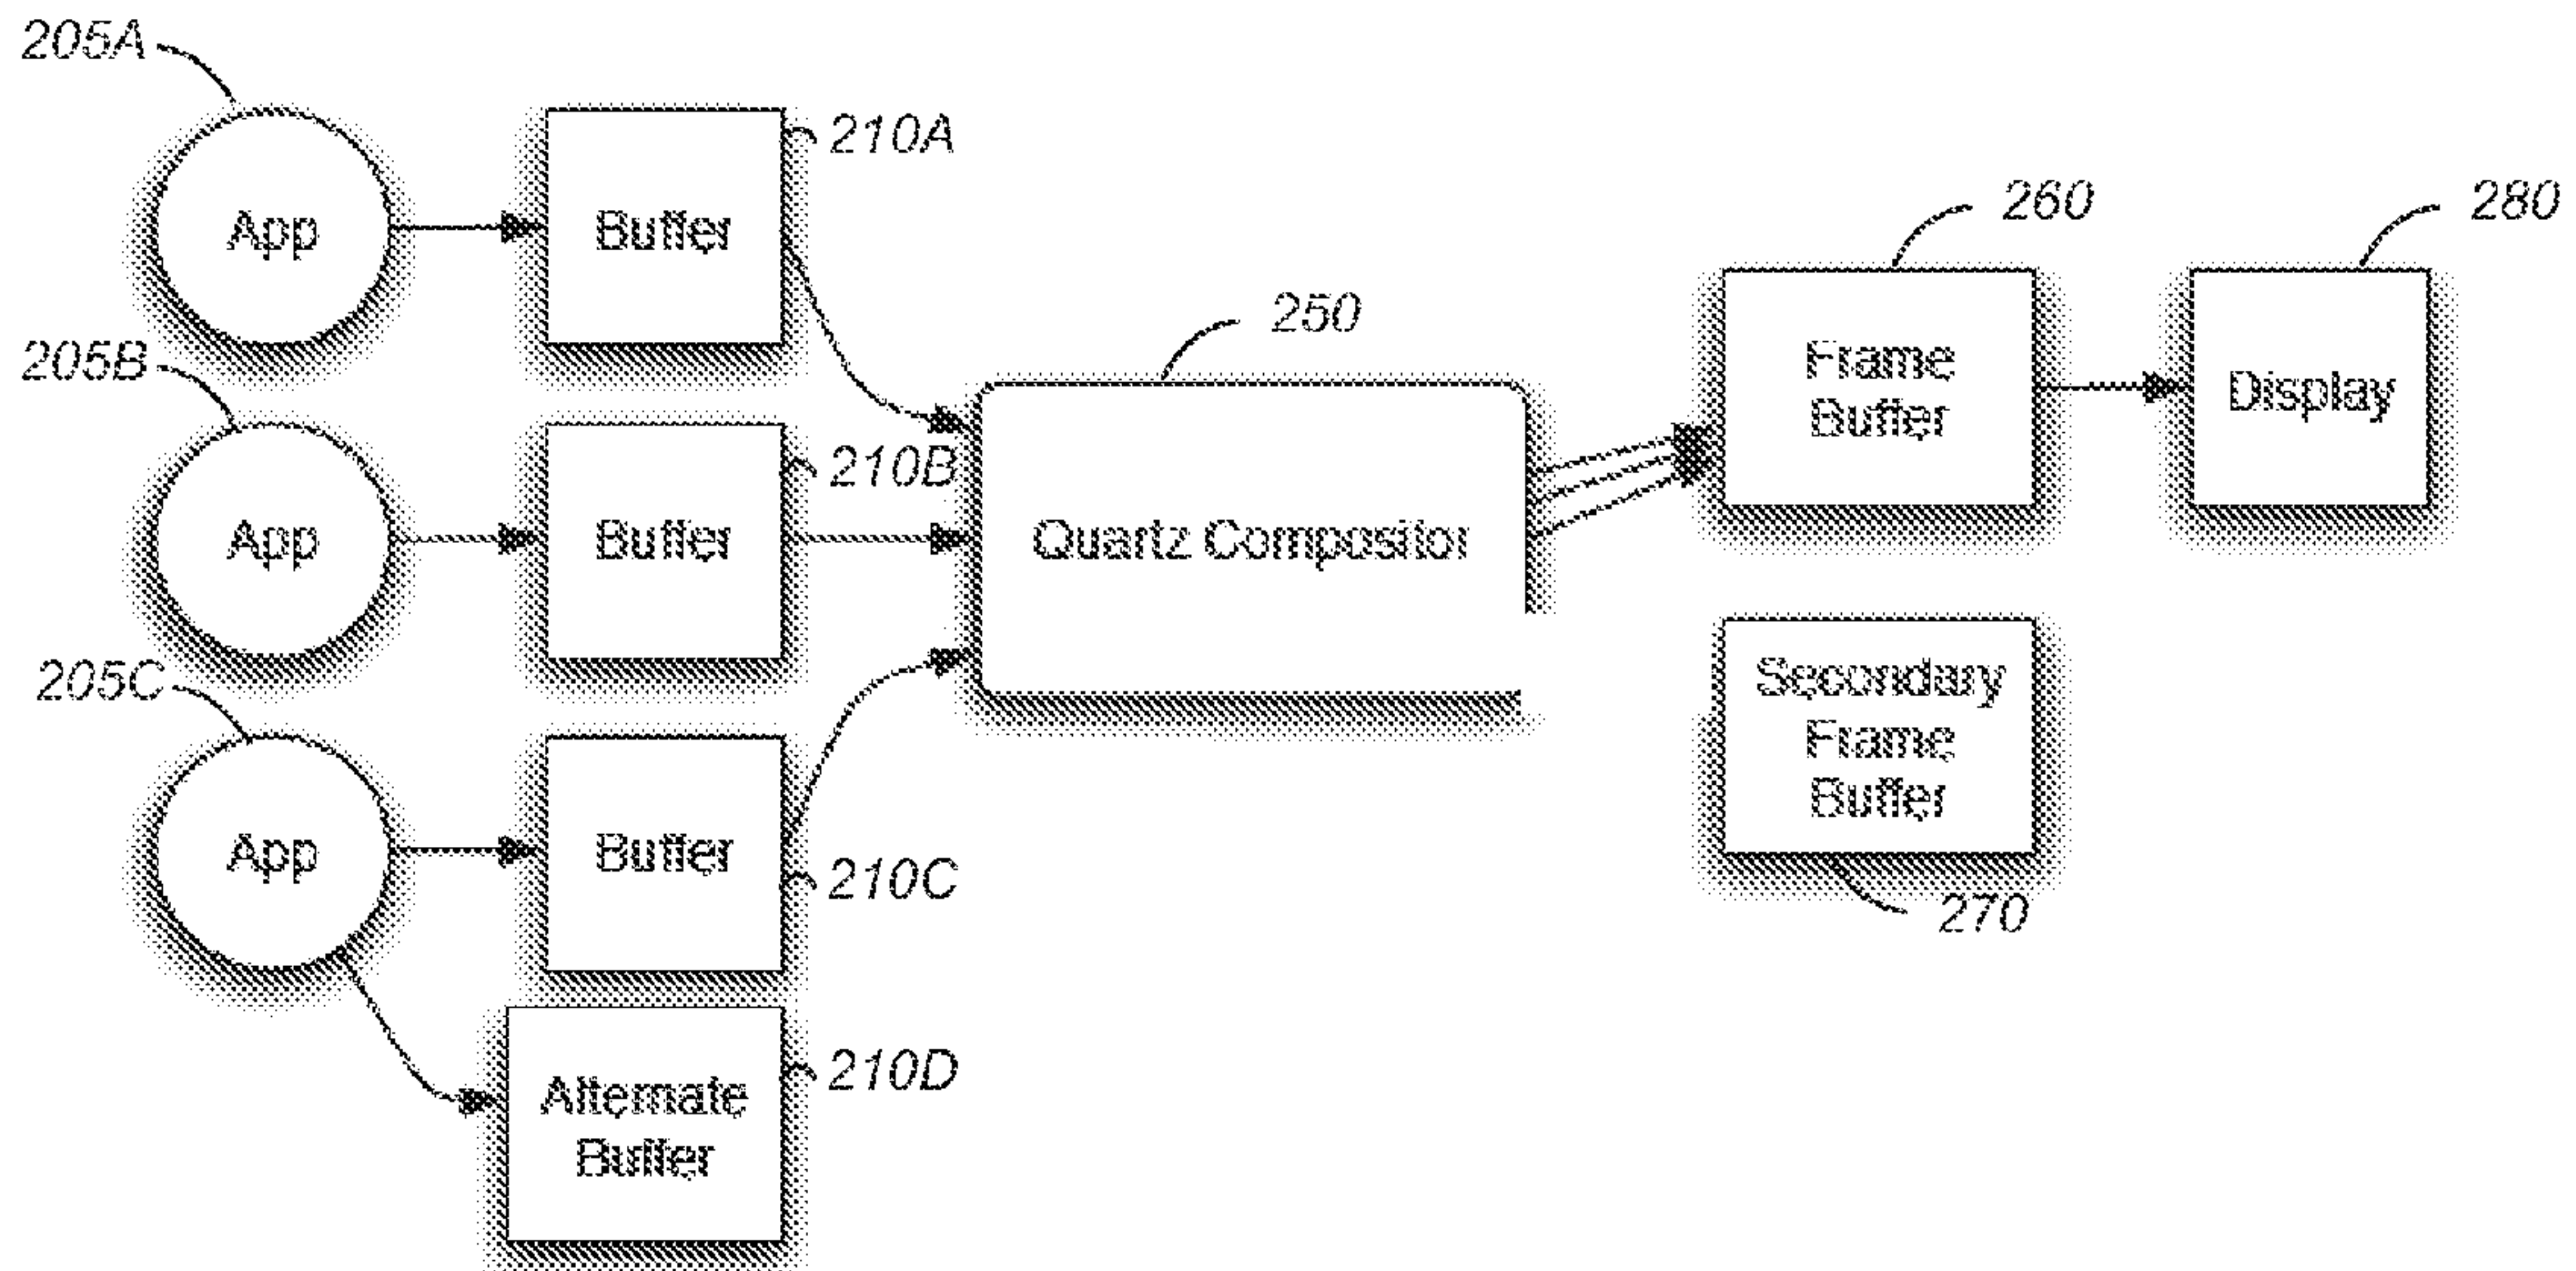 205A
App
Buffer
210A
205B
App
Buffer
210B
205C
App
Buffer
210C
Alternate
Buffer
210D
250
Quartz Compositor
260
Frame
Buffer
280
Display
Secondary
Frame
Buffer
270